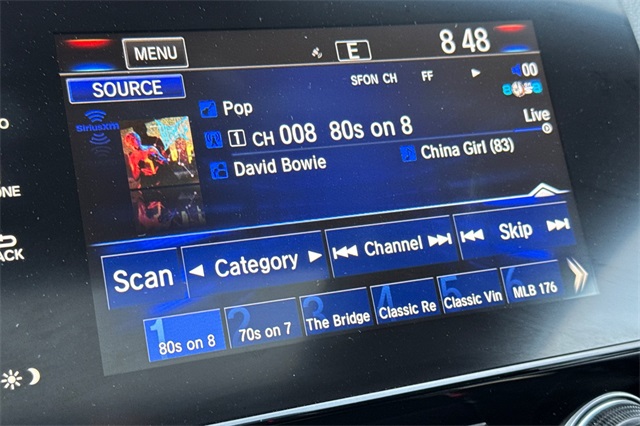 MENU E 8 48
SFON CH FF 00
SOURCE
SiriusXM Pop
1 CH 008 80s on 8 Live
David Bowie China Girl (83)
Scan Category Channel Skip
1 80s on 8 2 70s on 7 3 The Bridge 4 Classic Re 5 Classic Vin 6 MLB 176